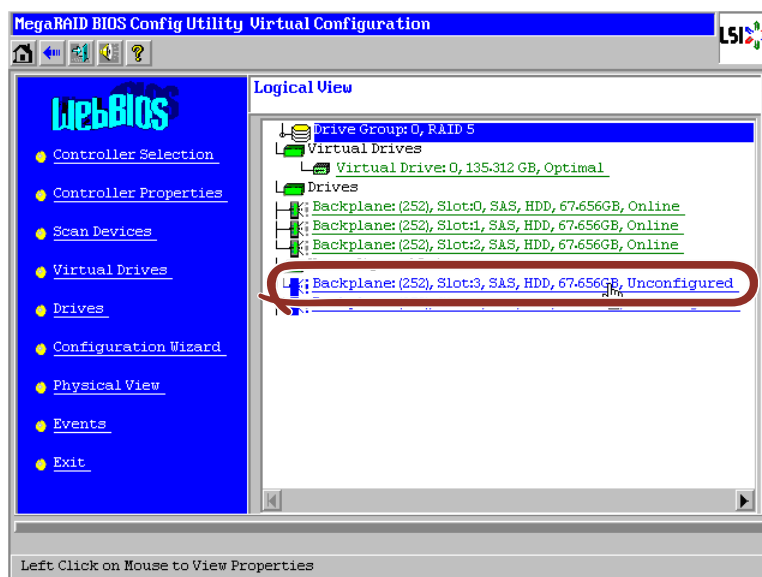 MegaRAID BIOS Config Utility Virtual Configuration
LSI
WebBIOS
Logical View
Drive Group: 0, RAID 5
Virtual Drives
Virtual Drive: 0, 135.312 GB, Optimal
Drives
Backplane: (252), Slot:0, SAS, HDD, 67.656GB, Online
Backplane: (252), Slot:1, SAS, HDD, 67.656GB, Online
Backplane: (252), Slot:2, SAS, HDD, 67.656GB, Online
Backplane: (252), Slot:3, SAS, HDD, 67.656GB, Unconfigured
Controller Selection
Controller Properties
Scan Devices
Virtual Drives
Drives
Configuration Wizard
Physical View
Events
Exit
Left Click on Mouse to View Properties